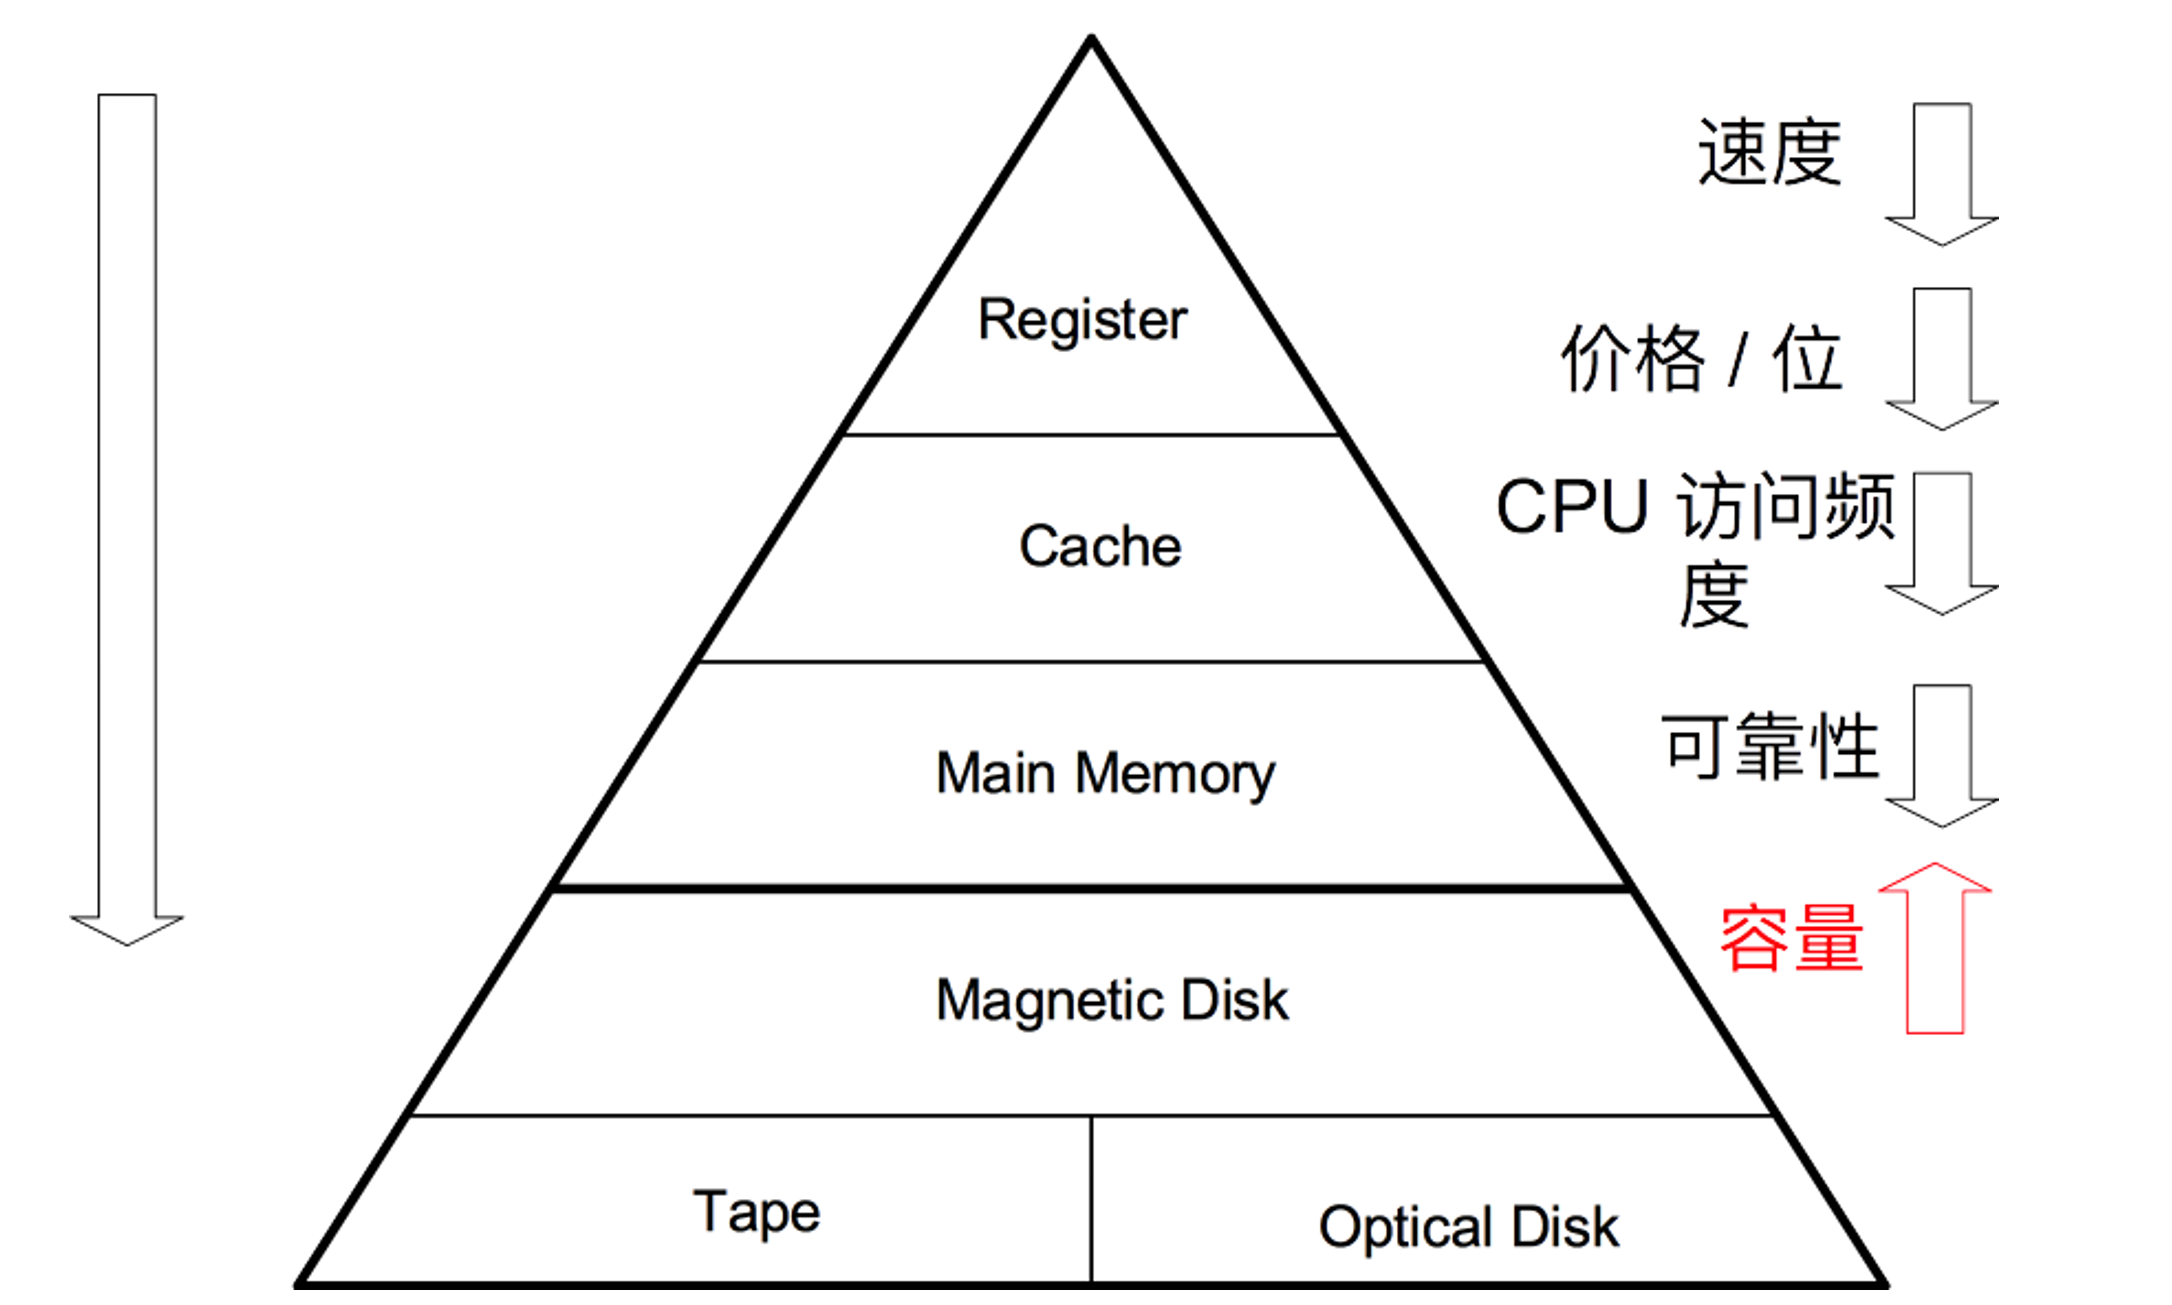 速度
Register
价格 / 位
CPU 访问频
度
Cache
Main Memory
可靠性
容量
Magnetic Disk
Tape
Optical Disk